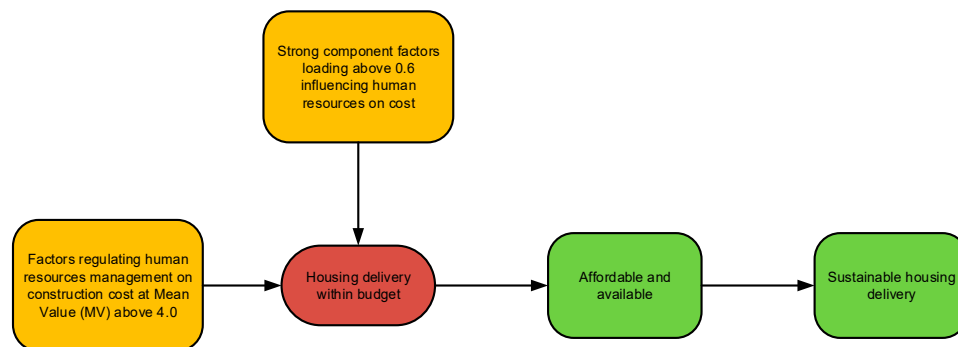 Strong component factors
loading above 0.6
influencing human
resources on cost
Factors regulating human
resources management on
construction cost at Mean
Value (MV) above 4.0
Housing delivery
within budget
Affordable and
available
Sustainable housing
delivery